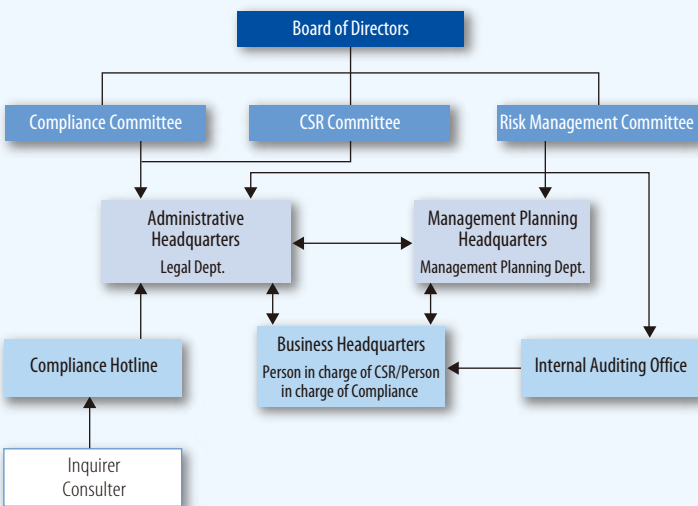 Board of Directors
Compliance Committee
CSR Committee
Risk Management Committee
Administrative
Headquarters
Legal Dept.
Management Planning
Headquarters
Management Planning Dept.
Compliance Hotline
Business Headquarters
Person in charge of CSR/Person
in charge of Compliance
Internal Auditing Office
Inquirer
Consulter